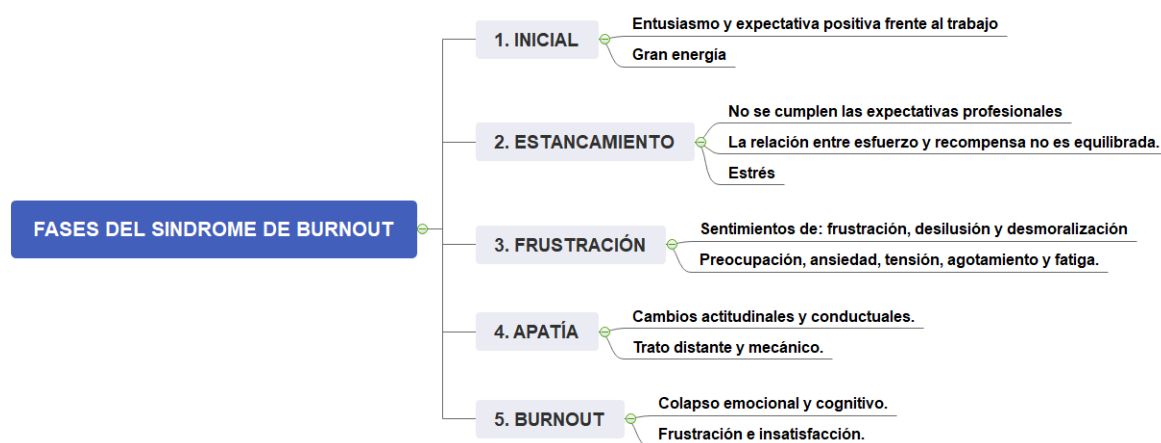 FASES DEL SINDROME DE BURNOUT
1. INICIAL
Entusiasmo y expectativa positiva frente al trabajo
Gran energía
2. ESTANCAMIENTO
No se cumplen las expectativas profesionales
La relación entre esfuerzo y recompensa no es equilibrada.
Estrés
3. FRUSTRACIÓN
Sentimientos de: frustración, desilusión y desmoralización
Preocupación, ansiedad, tensión, agotamiento y fatiga.
4. APATÍA
Cambios actitudinales y conductuales.
Trato distante y mecánico.
5. BURNOUT
Colapso emocional y cognitivo.
Frustración e insatisfacción.